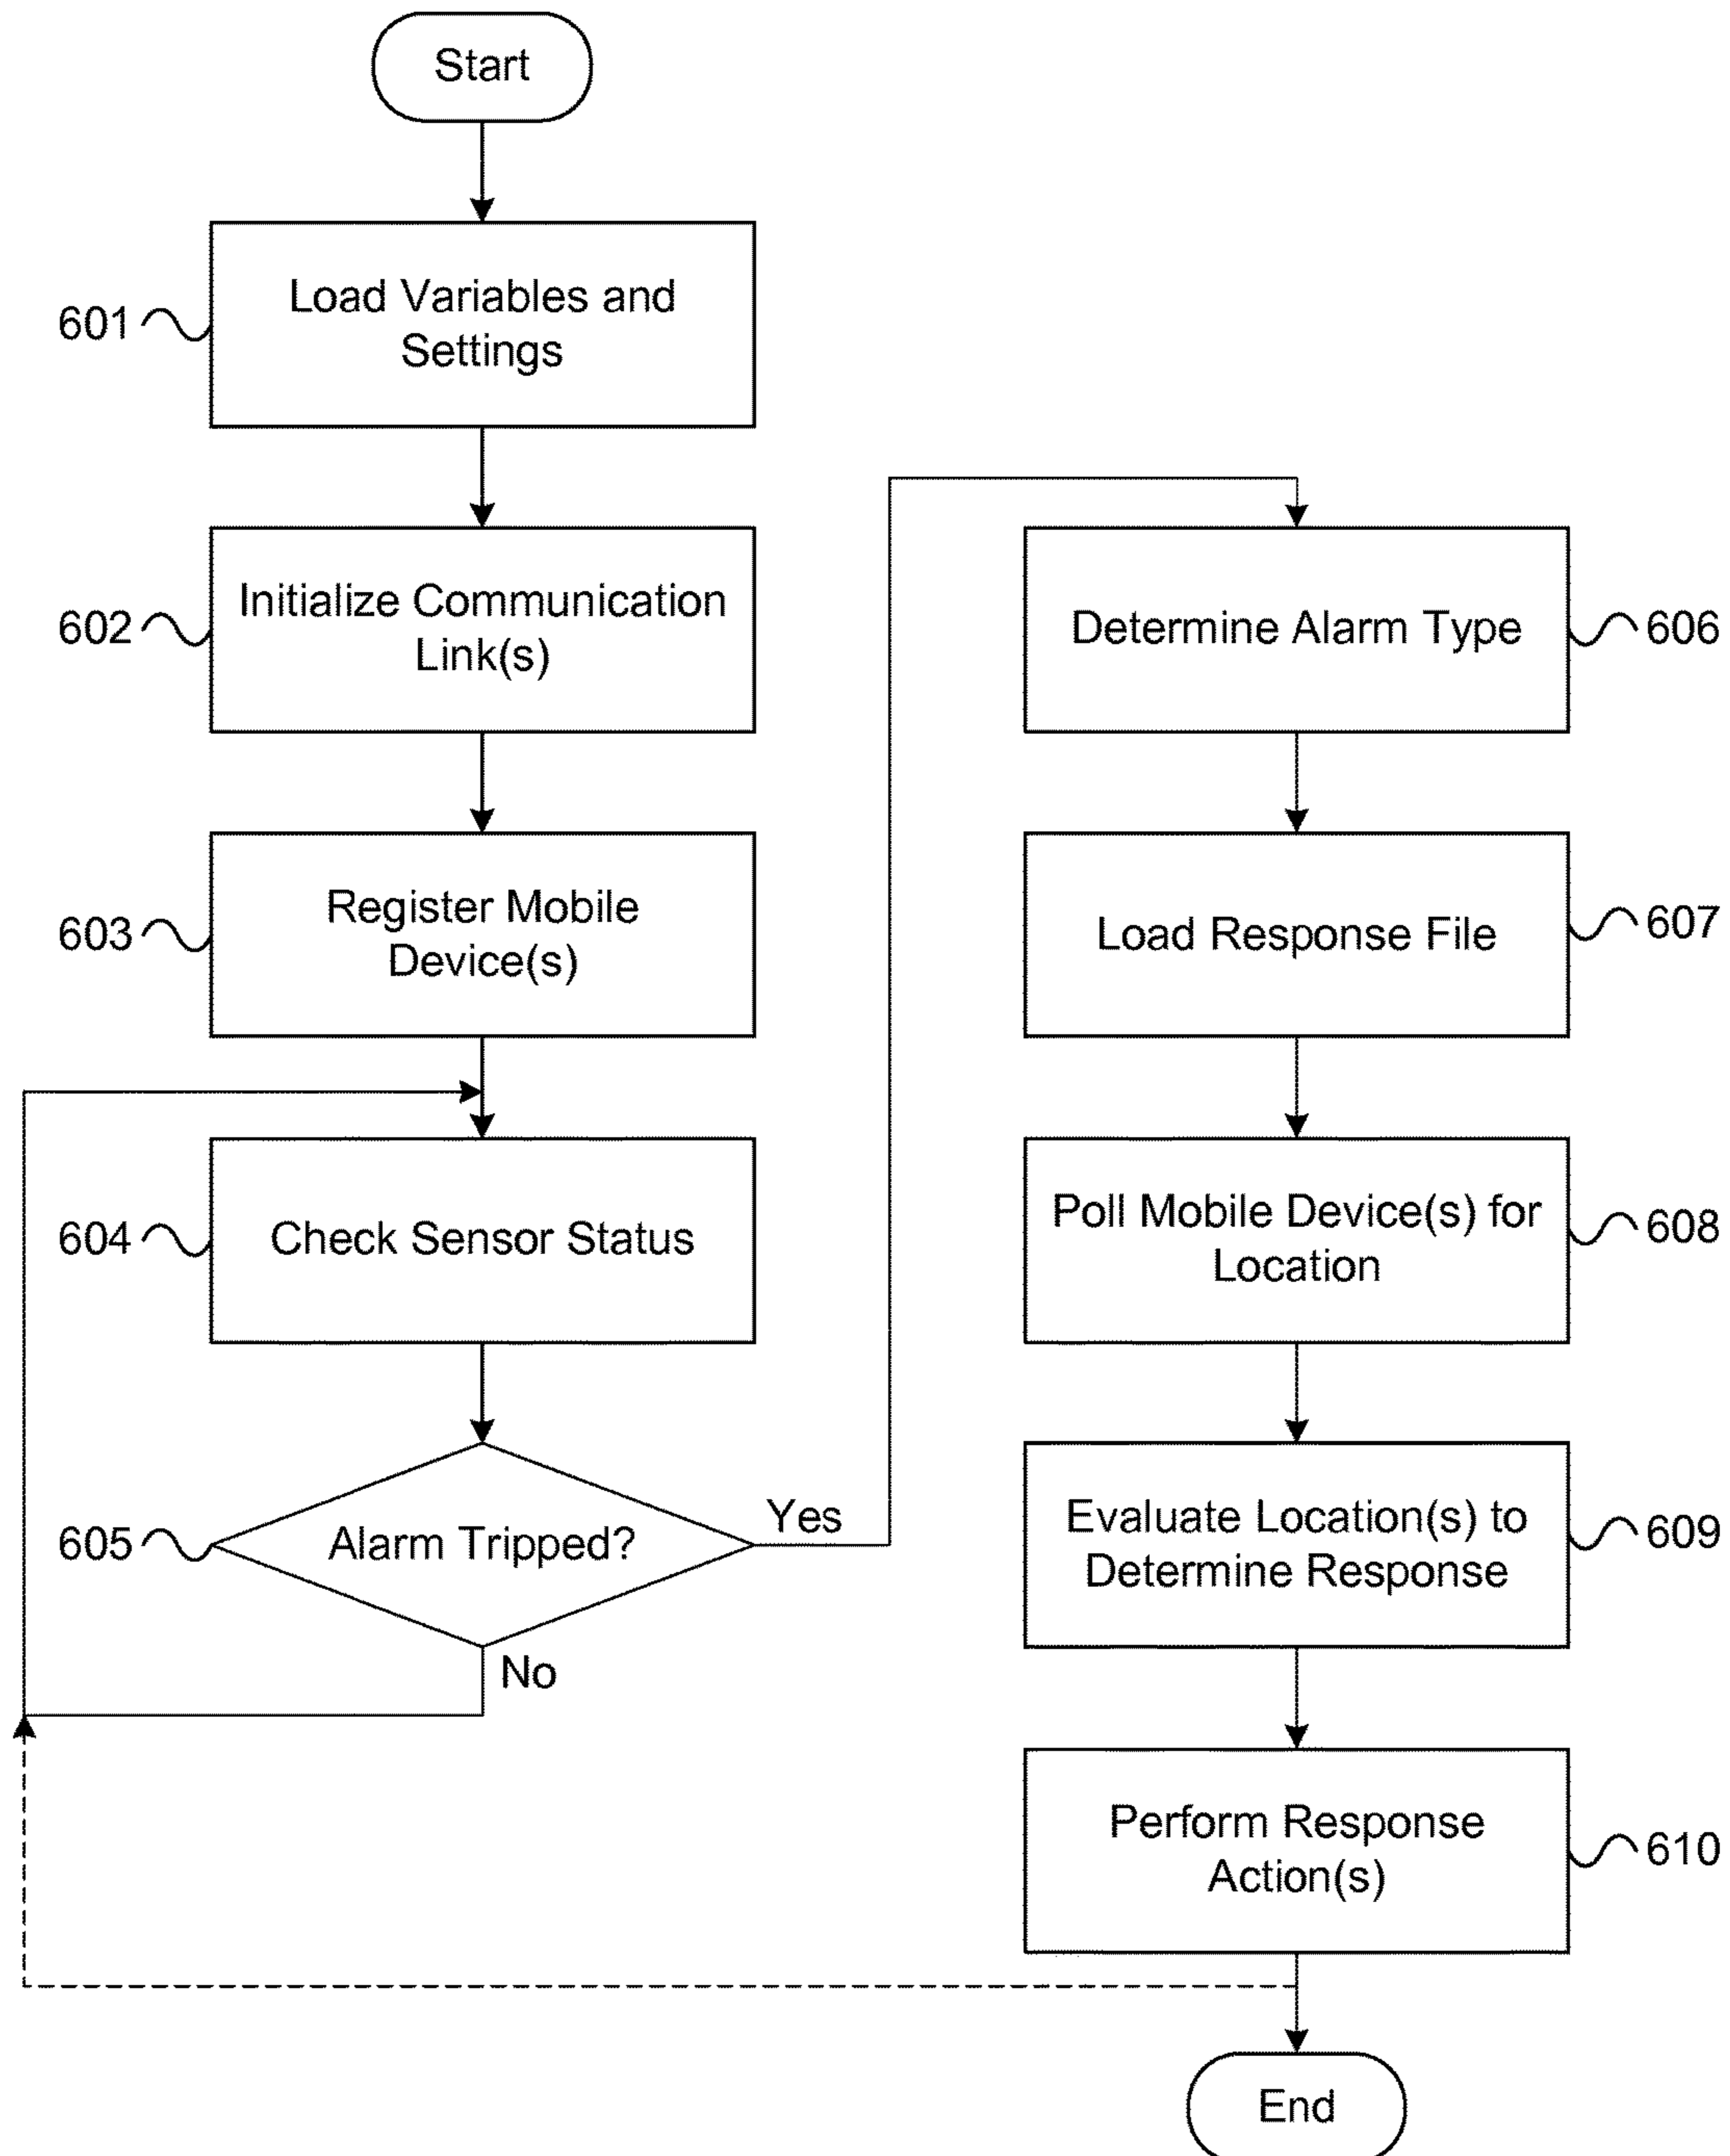 Start
601
Load Variables and
Settings
602
Initialize Communication
Link(s)
603
Register Mobile
Device(s)
604
Check Sensor Status
605
Alarm Tripped?
Yes
No
Determine Alarm Type
606
Load Response File
607
Poll Mobile Device(s) for
Location
608
Evaluate Location(s) to
Determine Response
609
Perform Response
Action(s)
610
End